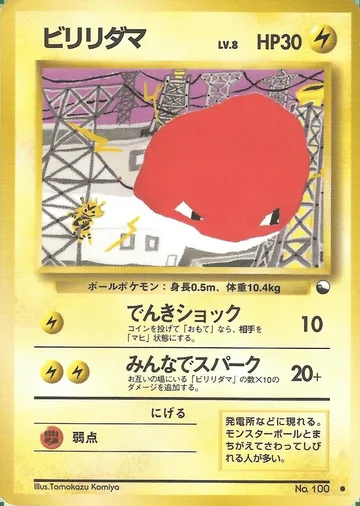 ビリリダマ LV.8 HP30
ボールポケモン：身長0.5m、体重10.4kg
でんきショック 10
コインを投げて「おもて」なら、相手を
「マヒ」状態にする。
みんなでスパーク 20+
お互いの場にいる「ビリリダマ」の数×10の
ダメージを追加する。
にげる
弱点
発電所などに現れる。
モンスターボールとま
ちがえてさわってしび
れる人が多い。
Illus.Tomokazu Komiya
No. 100